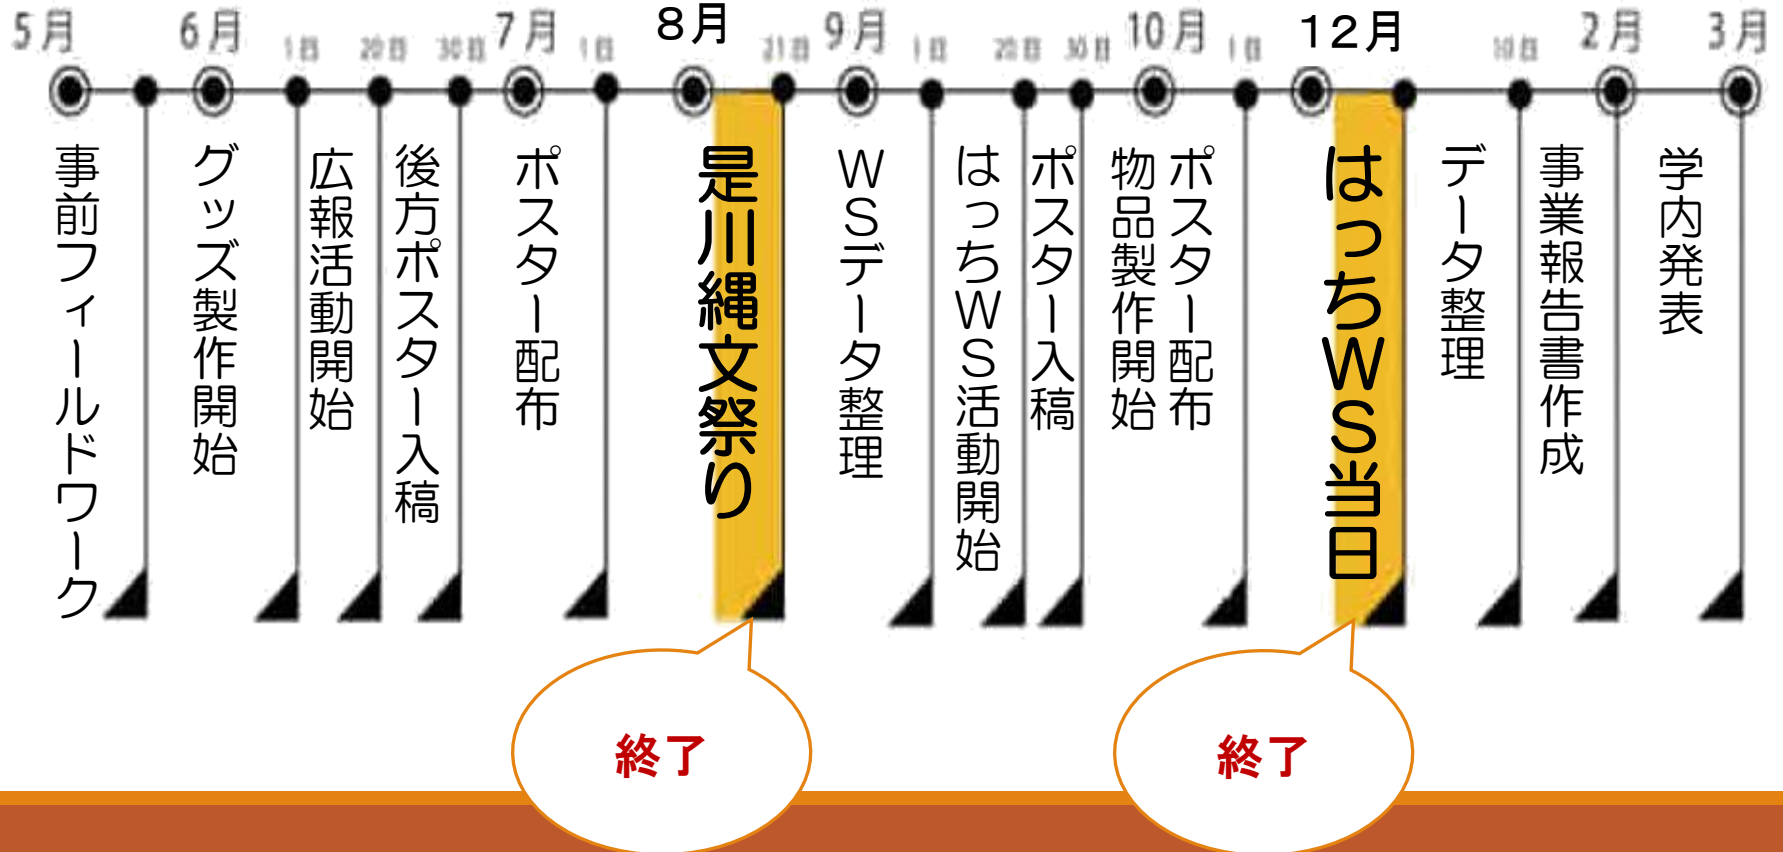 5月
6月
1日
20日
30日
7月
1日
8月
21日
9月
1日
20日
30日
10月
1日
12月
10日
2月
3月
事前フィールドワーク
グッズ製作開始
広報活動開始
後方ポスター入稿
ポスター配布
是川縄文祭り
WSデータ整理
はっちWS活動開始
ポスター入稿
物品製作開始
ポスター配布
はっちWS当日
データ整理
事業報告書作成
学内発表
終了
終了